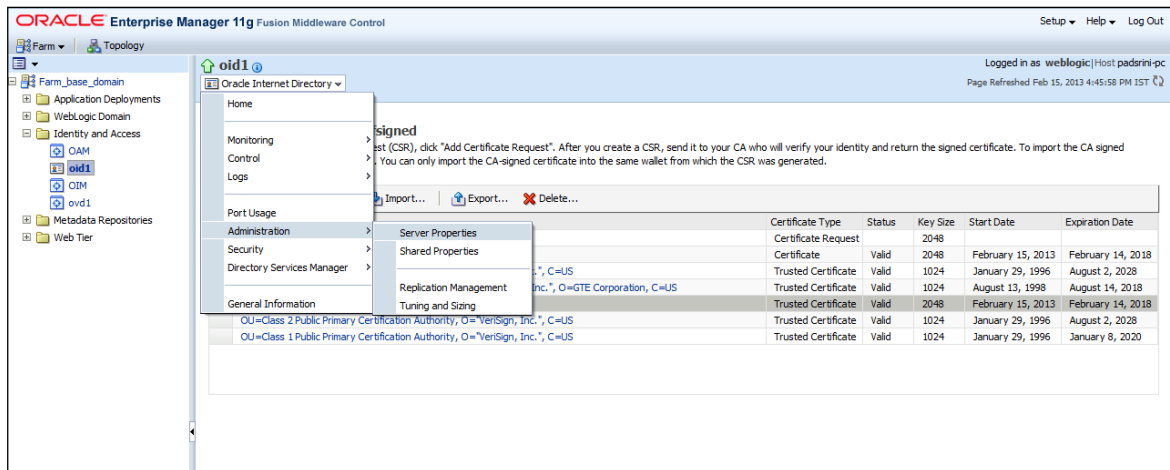 ORACLE Enterprise Manager 11g Fusion Middleware Control
Setup Help Log Out
Farm Topology
Farm_base_domain
Application Deployments
WebLogic Domain
Identity and Access
OAM
oid1
OIM
ovd1
Metadata Repositories
Web Tier
oid1
Logged in as weblogic|Host padsrini-pc
Oracle Internet Directory
Page Refreshed Feb 15, 2013 4:45:58 PM IST
Home
Monitoring
Control
Logs
Port Usage
Administration
Security
Directory Services Manager
General Information
Server Properties
Shared Properties
Replication Management
Tuning and Sizing
fsigned
est (CSR), click "Add Certificate Request". After you create a CSR, send it to your CA who will verify your identity and return the signed certificate. To import the CA signed
. You can only import the CA-signed certificate into the same wallet from which the CSR was generated.
Import... Export... Delete...
Certificate Type Status Key Size Start Date Expiration Date
Certificate Request 2048
Certificate Valid 2048 February 15, 2013 February 14, 2018
.", C=US Trusted Certificate Valid 1024 January 29, 1996 August 2, 2028
Inc.", O=GTE Corporation, C=US Trusted Certificate Valid 1024 August 13, 1998 August 14, 2018
Trusted Certificate Valid 2048 February 15, 2013 February 14, 2018
OU=Class 2 Public Primary Certification Authority, O="VeriSign, Inc.", C=US Trusted Certificate Valid 1024 January 29, 1996 August 2, 2028
OU=Class 1 Public Primary Certification Authority, O="VeriSign, Inc.", C=US Trusted Certificate Valid 1024 January 29, 1996 January 8, 2020